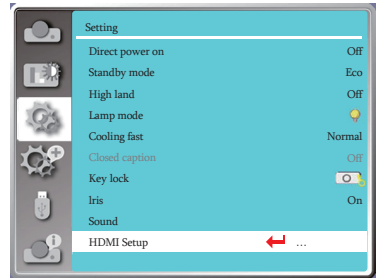 Setting
Direct power on Off
Standby mode Eco
High land Off
Lamp mode
Cooling fast Normal
Closed caption Off
Key lock
Iris On
Sound
HDMI Setup ...